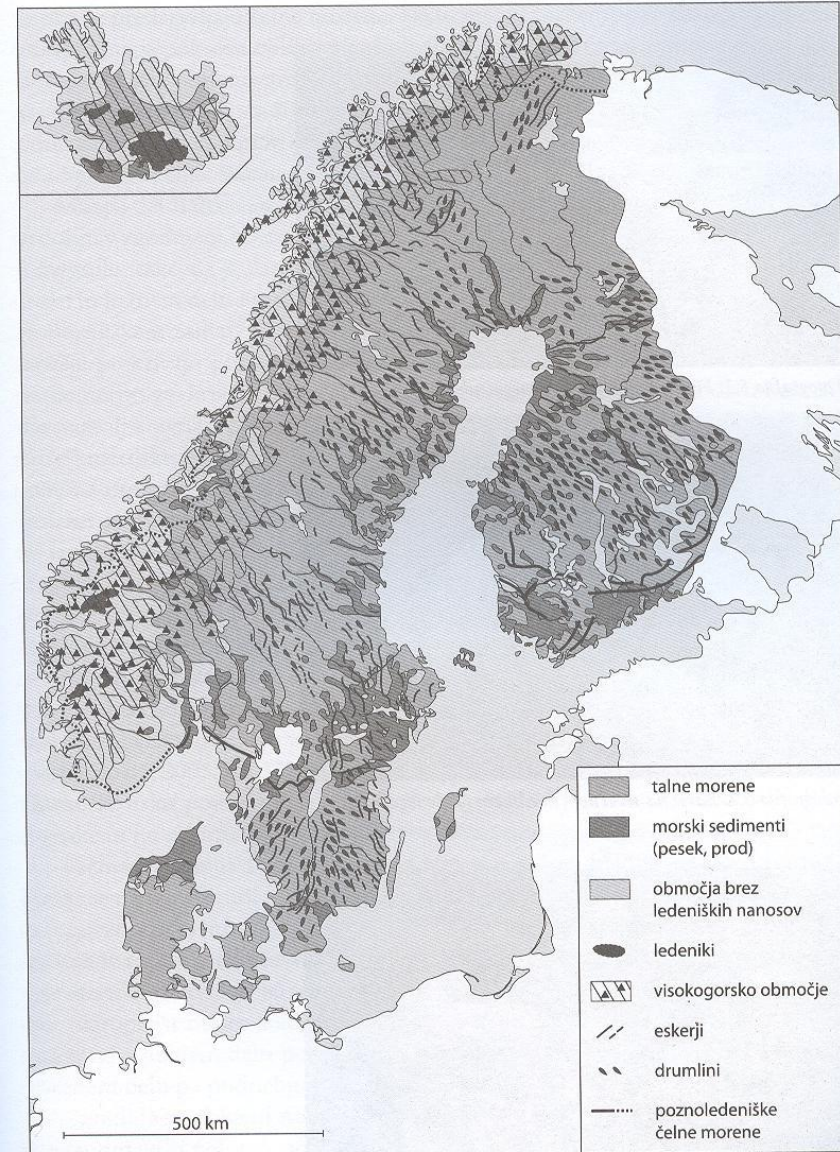 talne morene
morski sedimenti
(pesek, prod)
območja brez
ledeniških nanosov
ledeniki
visokogorsko območje
eskerji
drumlini
poznoledeniške
čelne morene
500 km